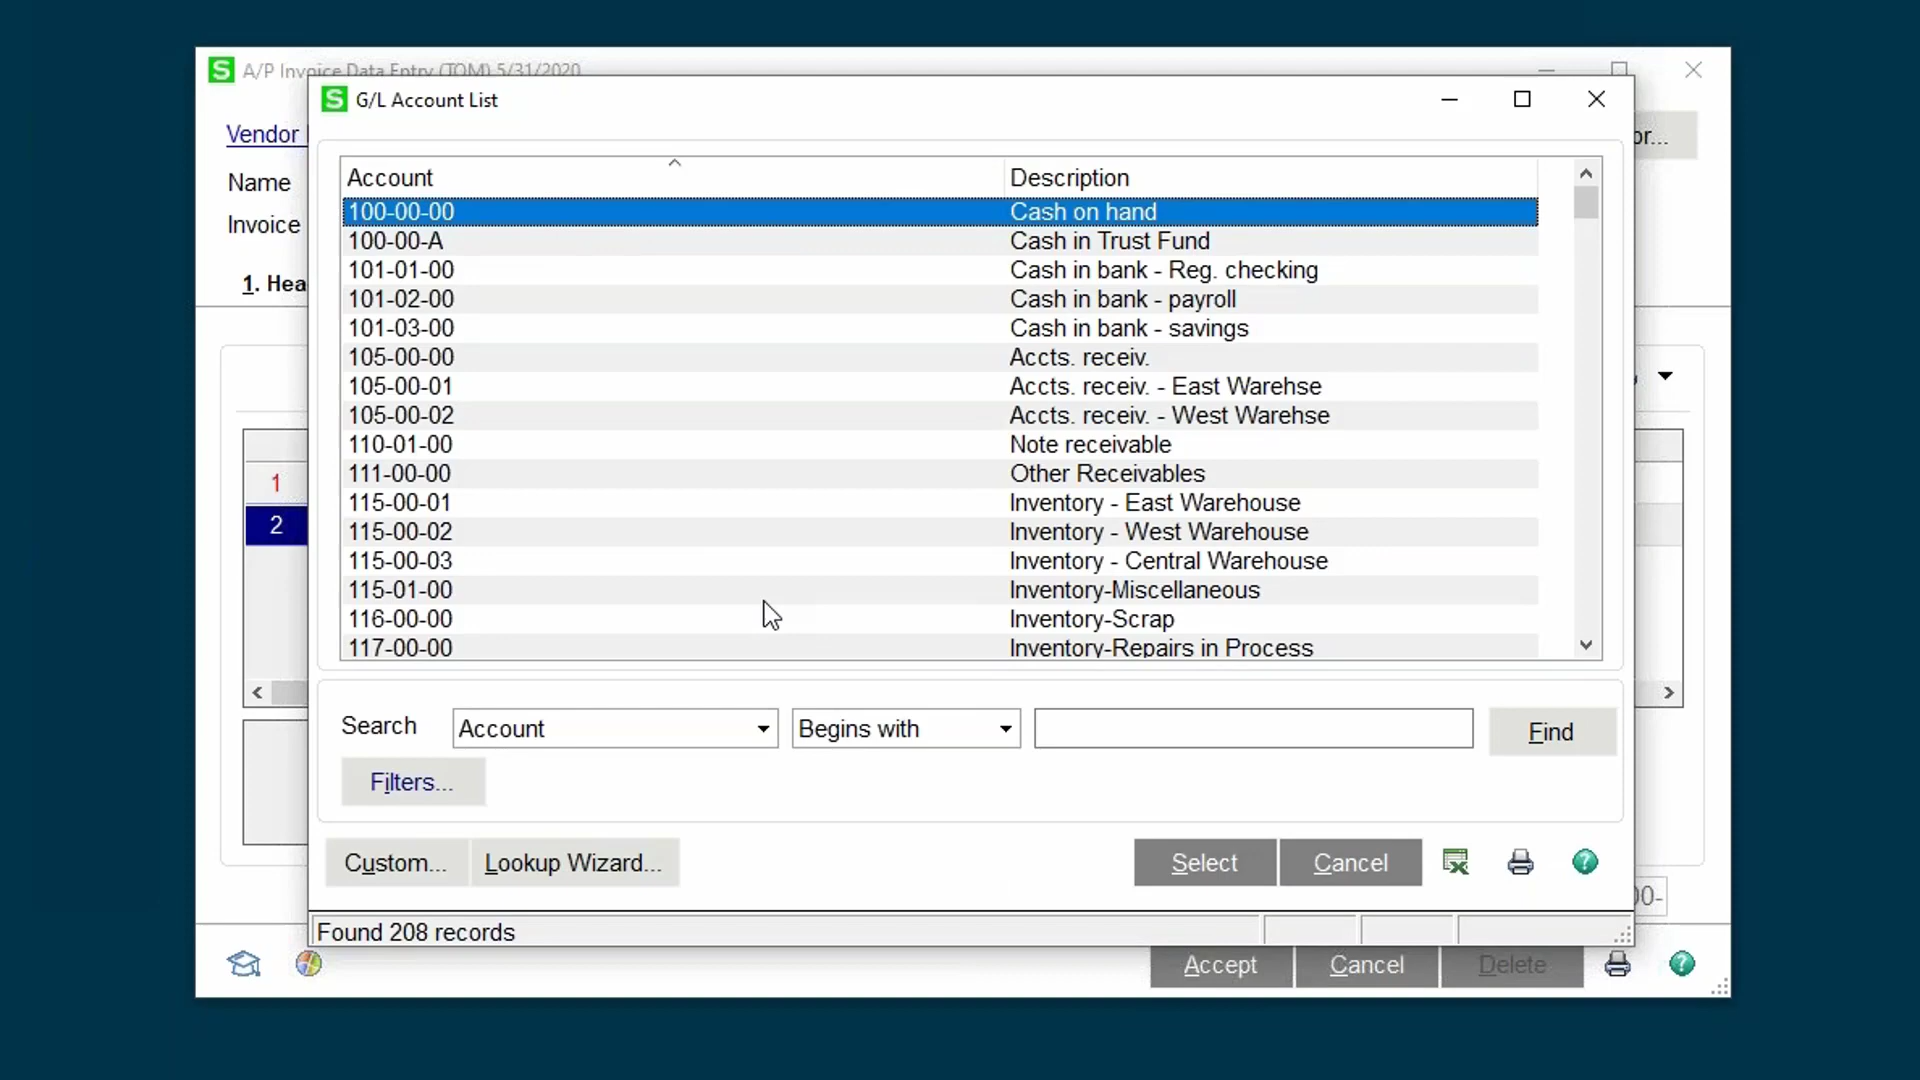 S A/P Invoice Data Entry (TOM) 5/31/2020
S G/L Account List
Vendor
Name
Invoice
1. Hea
or...
Account Description
100-00-00 Cash on hand
100-00-A Cash in Trust Fund
101-01-00 Cash in bank - Reg. checking
101-02-00 Cash in bank - payroll
101-03-00 Cash in bank - savings
105-00-00 Accts. receiv.
105-00-01 Accts. receiv. - East Warehse
105-00-02 Accts. receiv. - West Warehse
110-01-00 Note receivable
111-00-00 Other Receivables
115-00-01 Inventory - East Warehouse
115-00-02 Inventory - West Warehouse
115-00-03 Inventory - Central Warehouse
115-01-00 Inventory-Miscellaneous
116-00-00 Inventory-Scrap
117-00-00 Inventory-Repairs in Process
1
2
Search Account Begins with Find
Filters...
Custom... Lookup Wizard... Select Cancel ?
00-
Found 208 records
Accept Cancel Delete ?